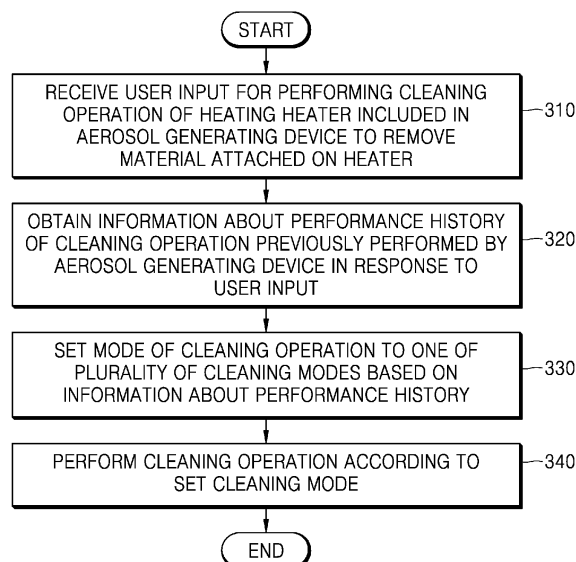 START
RECEIVE USER INPUT FOR PERFORMING CLEANING
OPERATION OF HEATING HEATER INCLUDED IN
AEROSOL GENERATING DEVICE TO REMOVE
MATERIAL ATTACHED ON HEATER
310
OBTAIN INFORMATION ABOUT PERFORMANCE HISTORY
OF CLEANING OPERATION PREVIOUSLY PERFORMED BY
AEROSOL GENERATING DEVICE IN RESPONSE TO
USER INPUT
320
SET MODE OF CLEANING OPERATION TO ONE OF
PLURALITY OF CLEANING MODES BASED ON
INFORMATION ABOUT PERFORMANCE HISTORY
330
PERFORM CLEANING OPERATION ACCORDING TO
SET CLEANING MODE
340
END